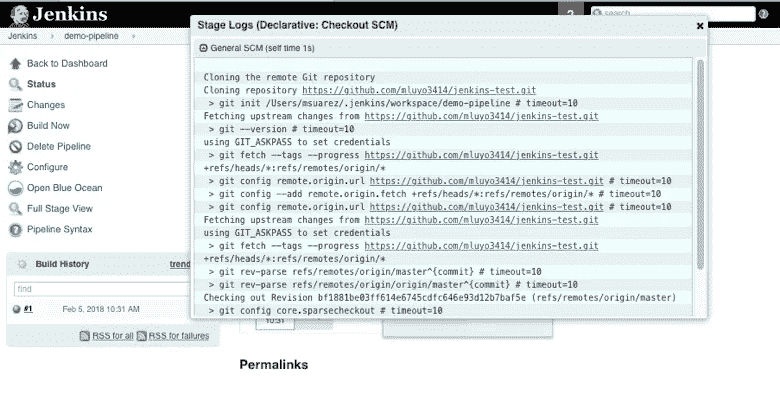 Jenkins
2
search
Jenkins
demo-pipeline
Stage Logs (Declarative: Checkout SCM)
General SCM (self time 1s)
Cloning the remote Git repository
Cloning repository https://github.com/mluyo3414/jenkins-test.git
> git init /Users/msuarez/.jenkins/workspace/demo-pipeline # timeout=10
Fetching upstream changes from https://github.com/mluyo3414/jenkins-test.git
> git --version # timeout=10
using GIT_ASKPASS to set credentials
> git fetch --tags --progress https://github.com/mluyo3414/jenkins-test.git
+refs/heads/*:refs/remotes/origin/*
> git config remote.origin.url https://github.com/mluyo3414/jenkins-test.git # timeout=10
> git config --add remote.origin.fetch +refs/heads/*:refs/remotes/origin/* # timeout=10
> git config remote.origin.url https://github.com/mluyo3414/jenkins-test.git # timeout=10
Fetching upstream changes from https://github.com/mluyo3414/jenkins-test.git
using GIT_ASKPASS to set credentials
> git fetch --tags --progress https://github.com/mluyo3414/jenkins-test.git
+refs/heads/*:refs/remotes/origin/*
> git rev-parse refs/remotes/origin/master^{commit} # timeout=10
> git rev-parse refs/remotes/origin/origin/master^{commit} # timeout=10
Checking out Revision bf1881be03ff614e6745cdfc646e93d12b7baf5e (refs/remotes/origin/master)
> git config core.sparsecheckout # timeout=10
Back to Dashboard
Status
Changes
Build Now
Delete Pipeline
Configure
Open Blue Ocean
Full Stage View
Pipeline Syntax
Build History
trend
find
#1
Feb 5, 2018 10:31 AM
RSS for all
RSS for failures
10:31
Permalinks